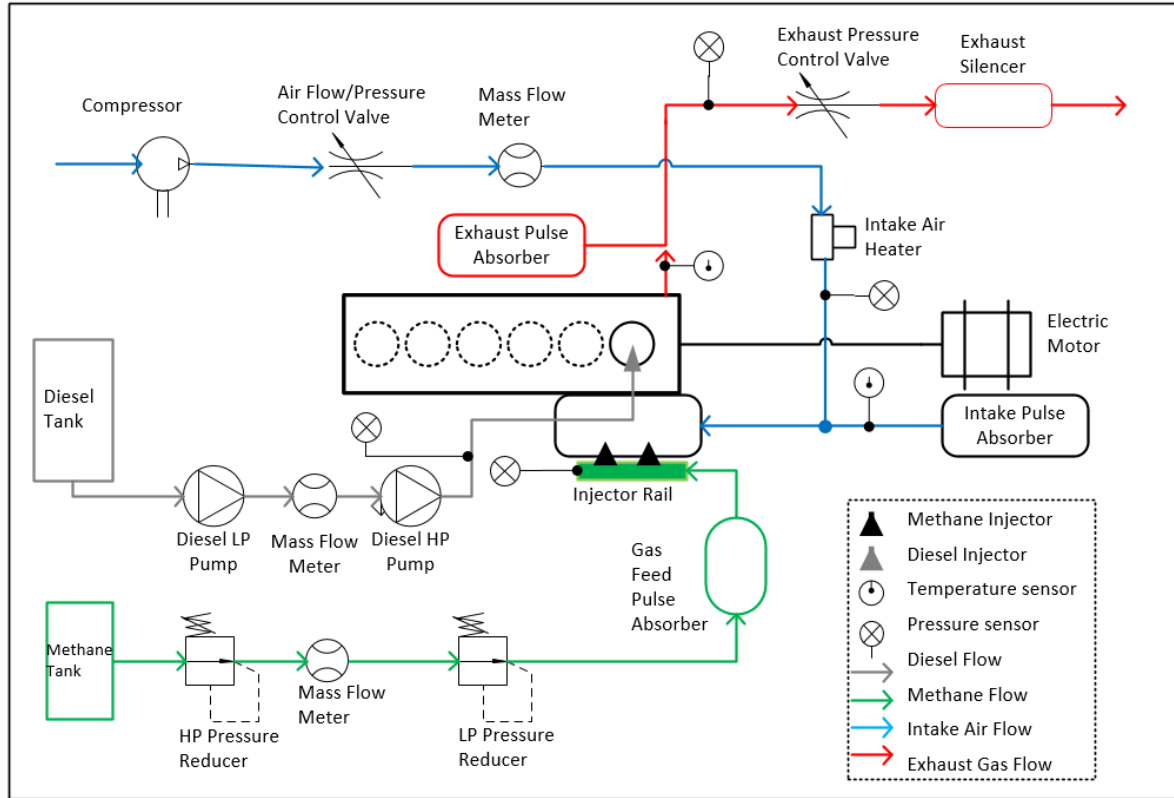 Exhaust Pressure
Control Valve
Exhaust
Silencer
Compressor
Air Flow/Pressure
Control Valve
Mass Flow
Meter
Exhaust Pulse
Absorber
Intake Air
Heater
Electric
Motor
Diesel
Tank
Intake Pulse
Absorber
Injector Rail
Diesel LP
Pump
Mass Flow
Meter
Diesel HP
Pump
Gas
Feed
Pulse
Absorber
Methane
Tank
Mass Flow
Meter
HP Pressure
Reducer
LP Pressure
Reducer
Methane Injector
Diesel Injector
Temperature sensor
Pressure sensor
Diesel Flow
Methane Flow
Intake Air Flow
Exhaust Gas Flow